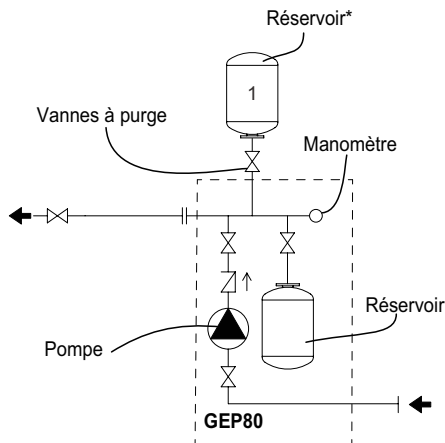 Réservoir*
1
Vannes à purge
Manomètre
Réservoir
Pompe
GEP80